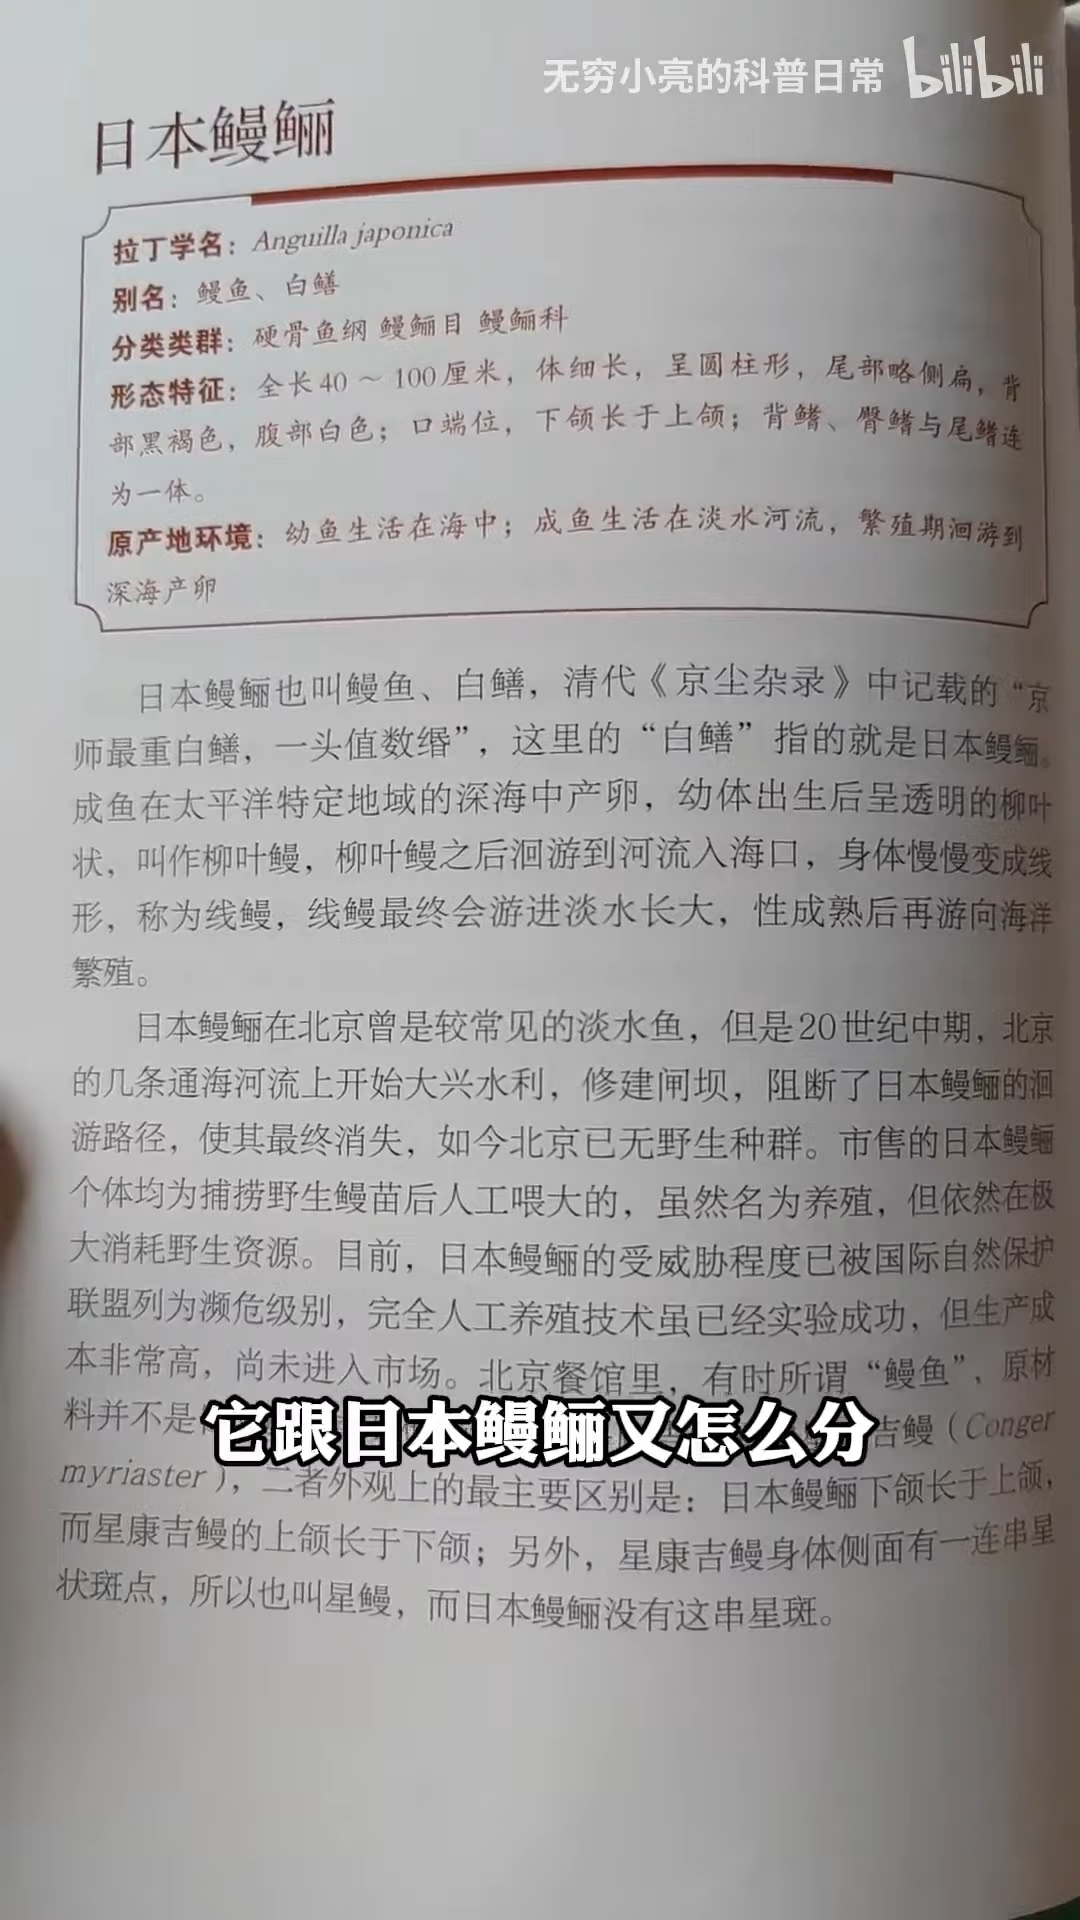 无穷小亮的科普日常 bilibili
日本鳗鲡
拉丁学名：Anguilla japonica
别名：鳗鱼、白鳝
分类类群：硬骨鱼纲 鳗鲡目 鳗鲡科
形态特征：全长40～100厘米，体细长，呈圆柱形，尾部略侧扁，背
部黑褐色，腹部白色；口端位，下颌长于上颌；背鳍、臀鳍与尾鳍连
为一体。
原产地环境：幼鱼生活在海中；成鱼生活在淡水河流，繁殖期洄游到
深海产卵
日本鳗鲡也叫鳗鱼、白鳝，清代《京尘杂录》中记载的“京
师最重白鳝，一头值数缗”，这里的“白鳝”指的就是日本鳗鲡。
成鱼在太平洋特定地域的深海中产卵，幼体出生后呈透明的柳叶
状，叫作柳叶鳗，柳叶鳗之后洄游到河流入海口，身体慢慢变成线
形，称为线鳗，线鳗最终会游进淡水长大，性成熟后再游向海洋
繁殖。
日本鳗鲡在北京曾是较常见的淡水鱼，但是20世纪中期，北京
的几条通海河流上开始大兴水利，修建闸坝，阻断了日本鳗鲡的洄
游路径，使其最终消失，如今北京已无野生种群。市售的日本鳗鲡
个体均为捕捞野生鳗苗后人工喂大的，虽然名为养殖，但依然在极
大消耗野生资源。目前，日本鳗鲡的受威胁程度已被国际自然保护
联盟列为濒危级别，完全人工养殖技术虽已经实验成功，但生产成
本非常高，尚未进入市场。北京餐馆里，有时所谓“鳗鱼”，原材
料并不是 吉鳗（Conger
它跟日本鳗鲡又怎么分
myriaster），二者外观上的最主要区别是：日本鳗鲡下颌长于上颌，
而星康吉鳗的上颌长于下颌；另外，星康吉鳗身体侧面有一连串星
状斑点，所以也叫星鳗，而日本鳗鲡没有这串星斑。